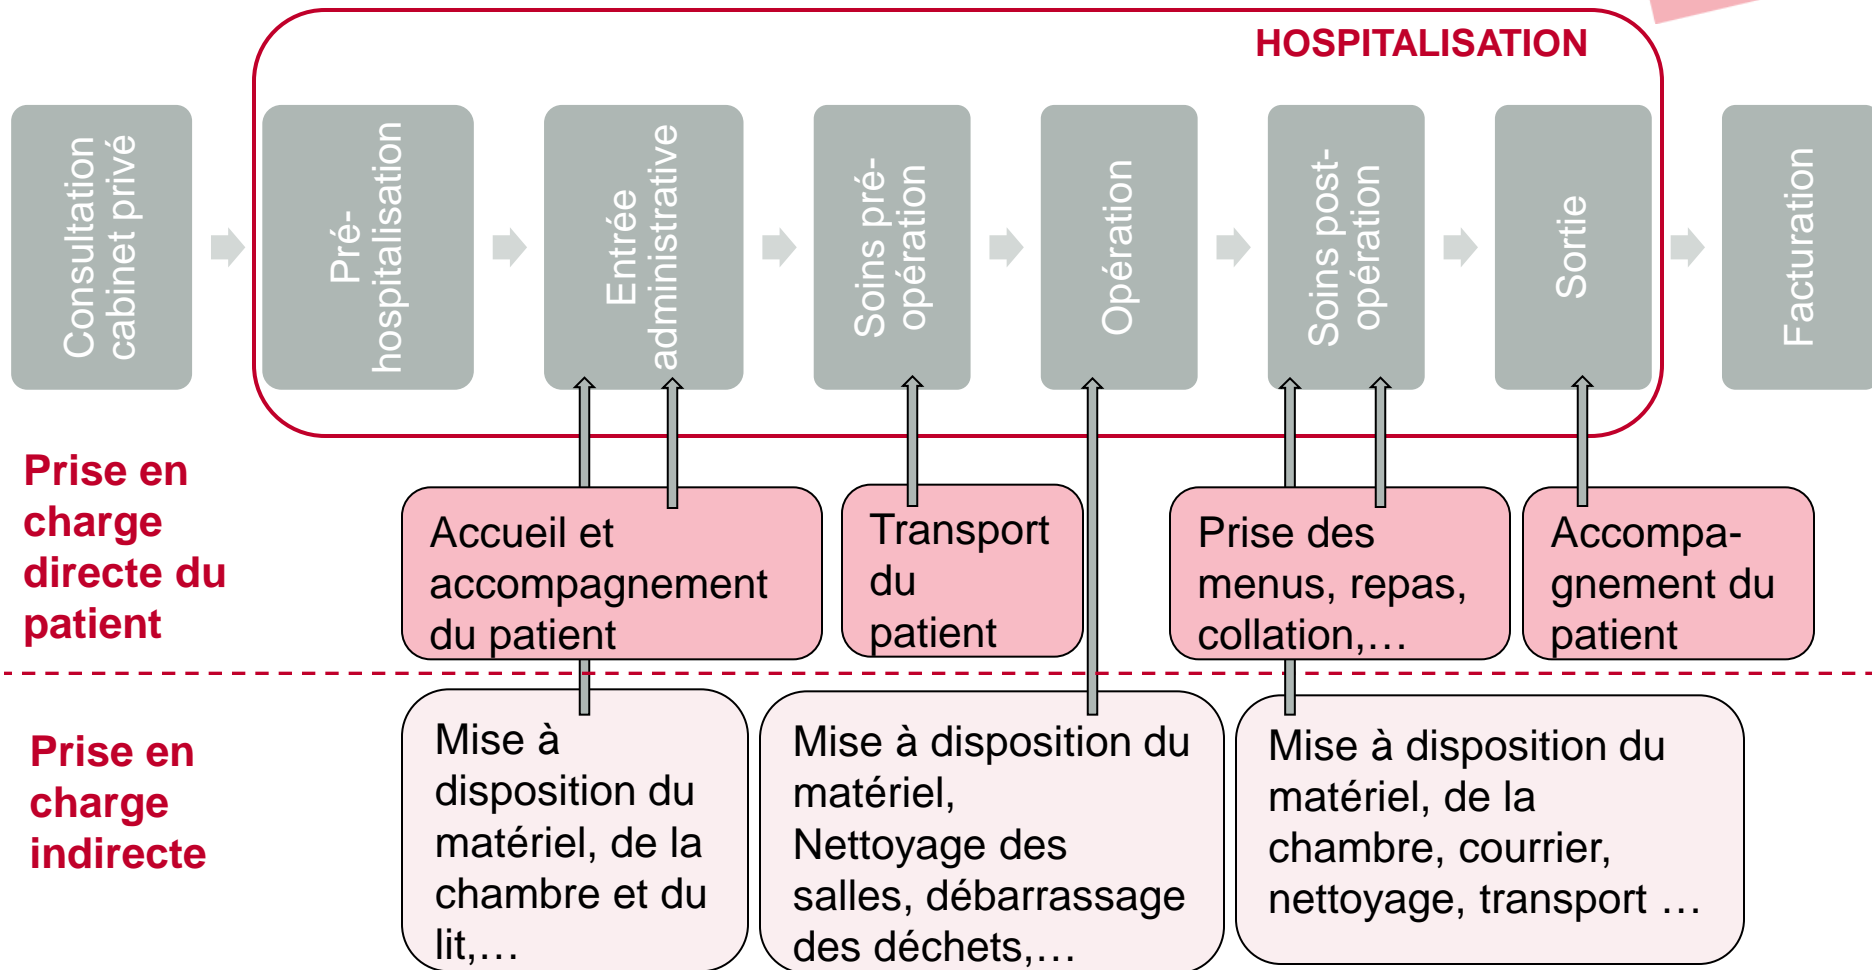 HOSPITALISATION
Consultation
cabinet privé
Pré-
hospitalisation
Entrée
administrative
Soins pré-
opération
Opération
Soins post-
opération
Sortie
Facturation
Prise en
charge
directe du
patient
Accueil et
accompagnement
du patient
Transport
du
patient
Prise des
menus, repas,
collation,…
Accompa-
gnement du
patient
Prise en
charge
indirecte
Mise à
disposition du
matériel, de la
chambre et du
lit,…
Mise à disposition du
matériel,
Nettoyage des
salles, débarrassage
des déchets,…
Mise à disposition du
matériel, de la
chambre, courrier,
nettoyage, transport …